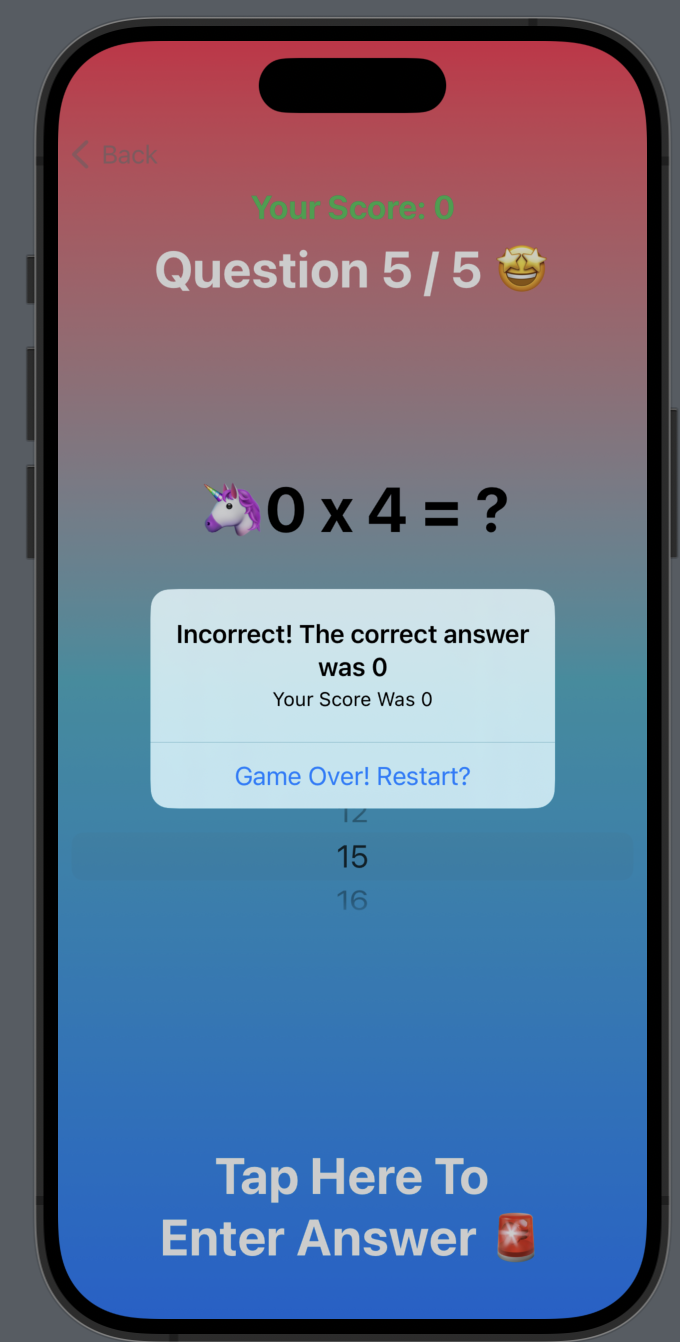 Back
Your Score: 0
Question 5 / 5 🤩
🦄0 x 4 = ?
Incorrect! The correct answer
was 0
Your Score Was 0
Game Over! Restart?
12
15
16
Tap Here To
Enter Answer 🚨